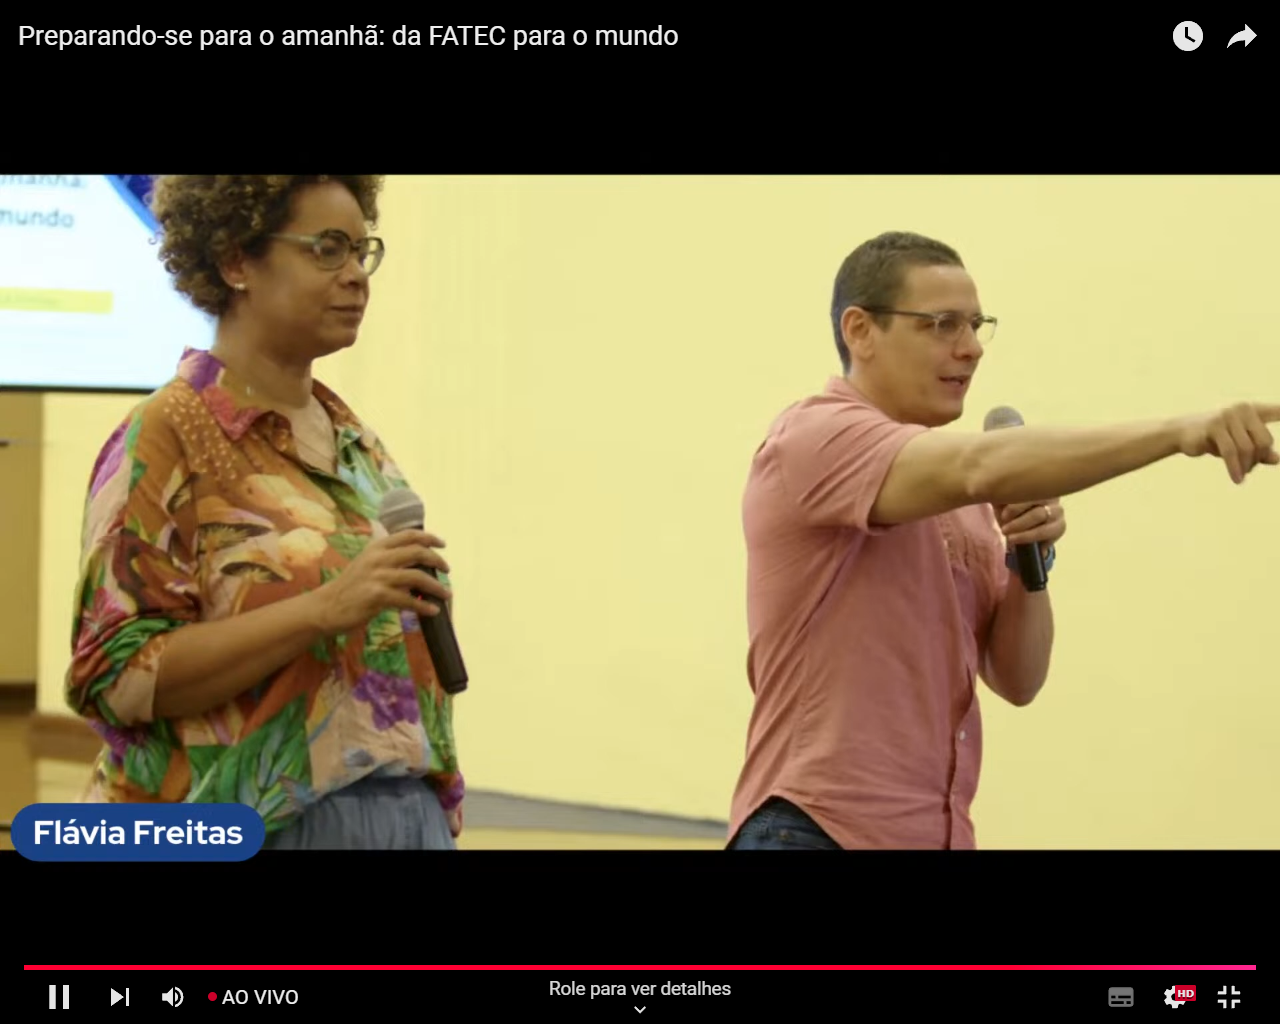 Preparando-se para o amanhã: da FATEC para o mundo
mundo
Flávia Freitas
AO VIVO
Role para ver detalhes
HD